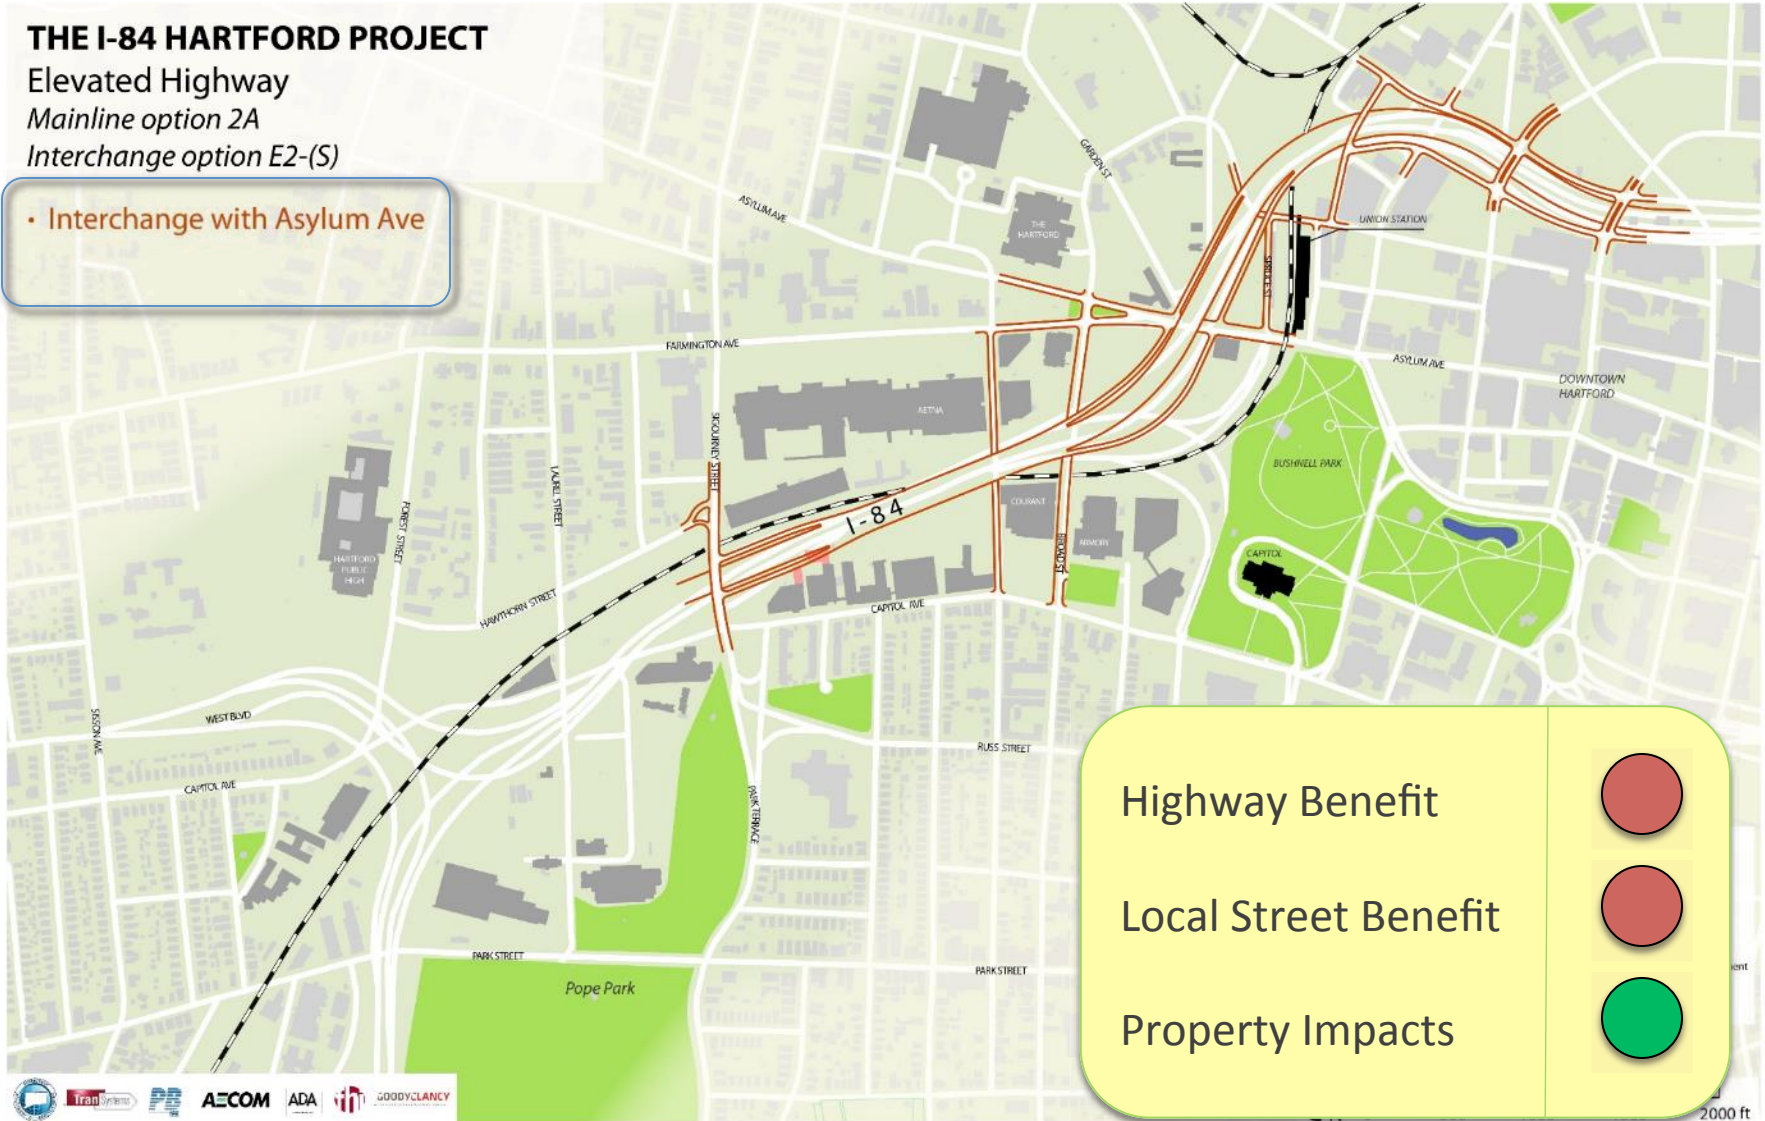 THE I-84 HARTFORD PROJECT
Elevated Highway
Mainline option 2A
Interchange option E2-(S)
• Interchange with Asylum Ave
GARDEN ST
ASYLUM AVE
THE
HARTFORD
UNION STATION
SPRUCE ST
FARMINGTON AVE
ASYLUM AVE
DOWNTOWN
HARTFORD
AETNA
SIGOURNEY STREET
BUSHNELL PARK
LAUREL STREET
FOREST STREET
I-84
COURANT
BROAD ST
ARMORY
HARTFORD
PUBLIC
HIGH
CAPITOL
HAWTHORN STREET
CAPITOL AVE
SISSON AVE
WEST BLVD
RUSS STREET
CAPITOL AVE
PARK TERRACE
Highway Benefit
Local Street Benefit
Property Impacts
PARK STREET
PARK STREET
Pope Park
TranSystems
PB
AECOM
ADA
GOODYCLANCY
2000 ft